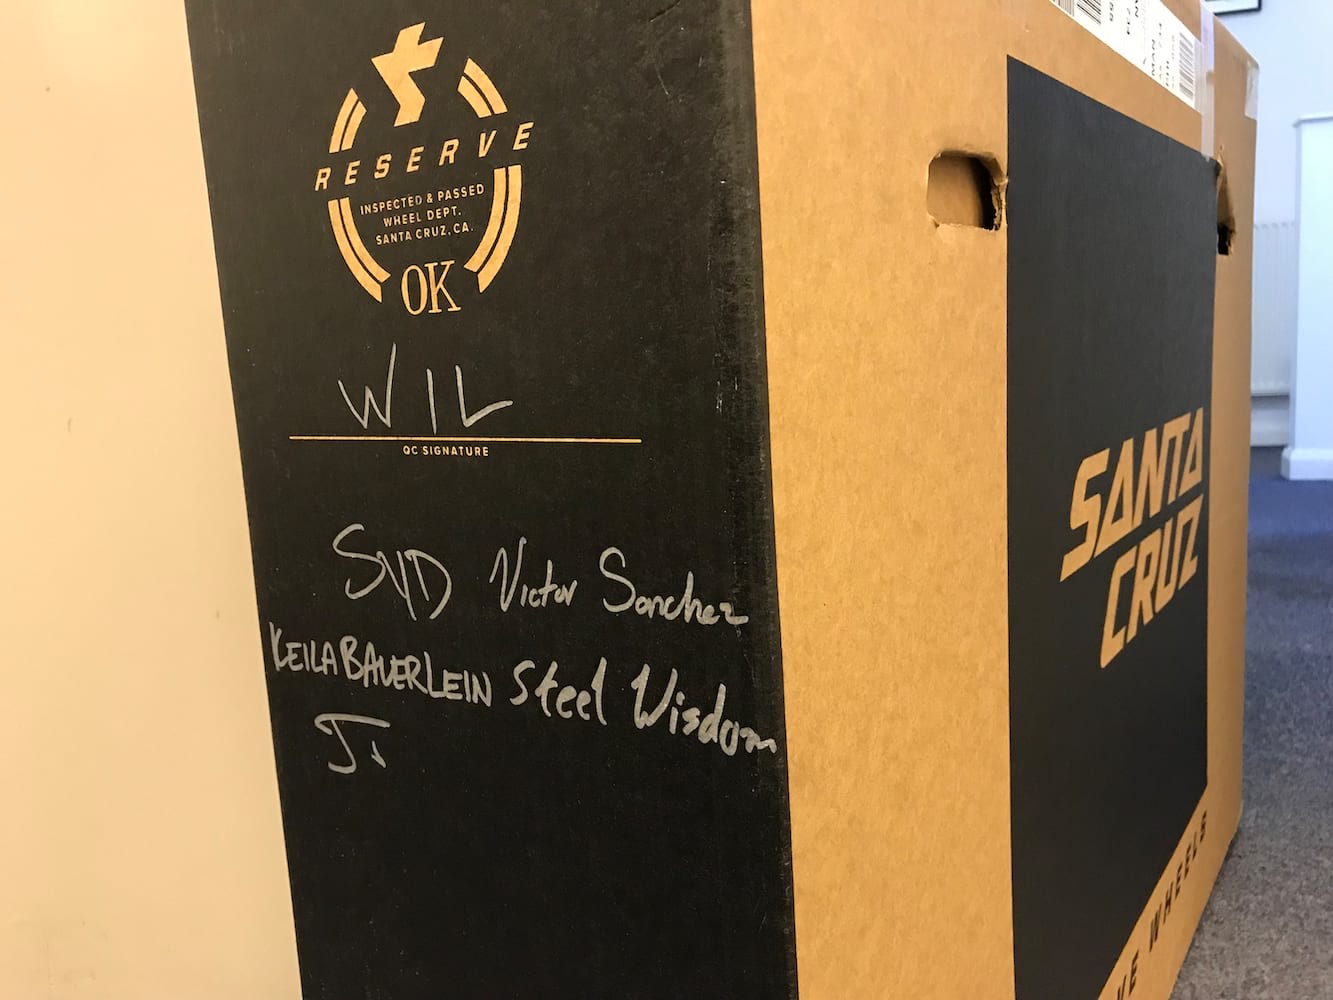 RESERVE
INSPECTED & PASSED
WHEEL DEPT.
SANTA CRUZ, CA.
OK
WIL
QC SIGNATURE
SYD Victor Sanchez
KEILA BAUERLEIN Steel Wisdom
SANTA
CRUZ
WHEELS